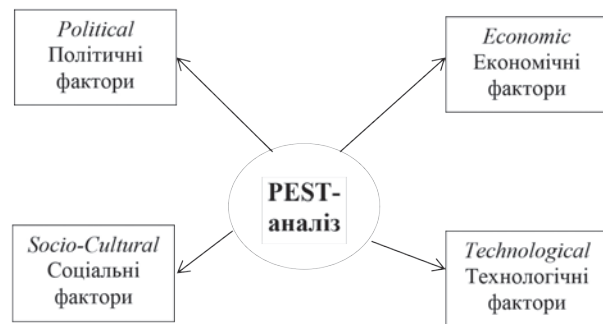 Political
Політичні
фактори
Economic
Економічні
фактори
PEST-
аналіз
Socio-Cultural
Соціальні
фактори
Technological
Технологічні
фактори